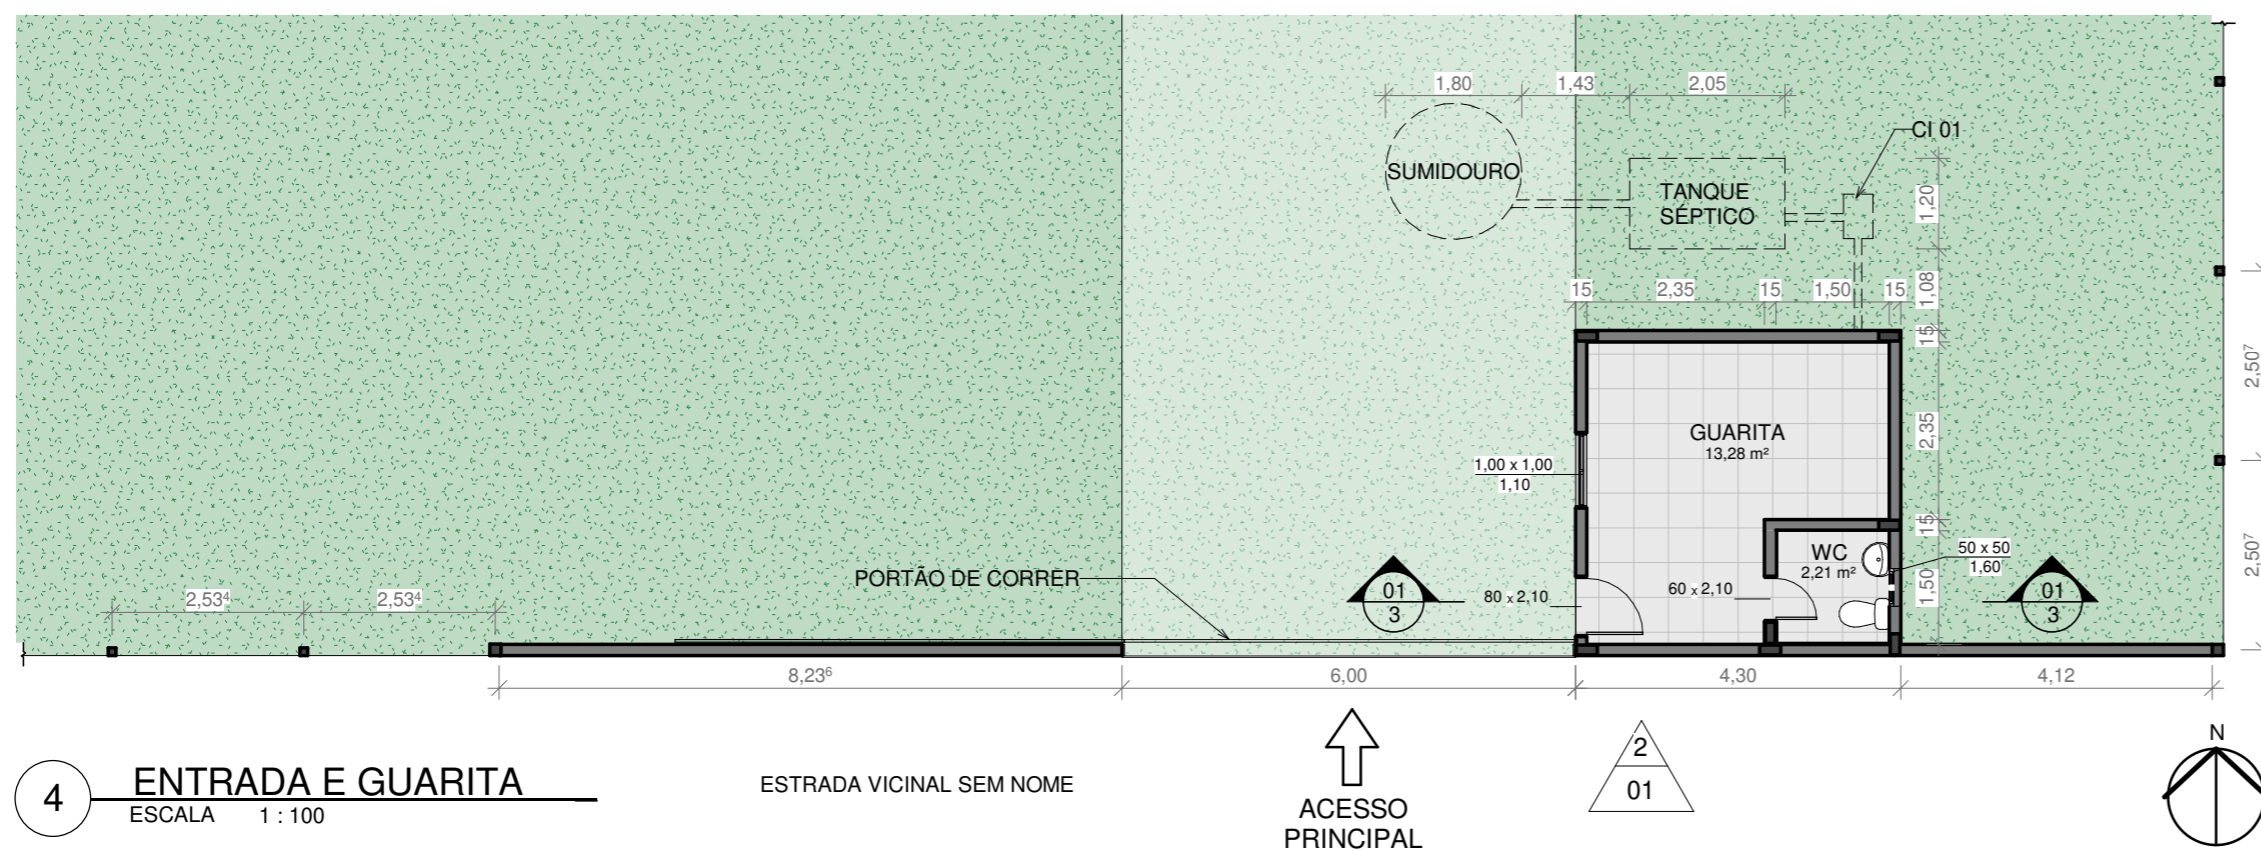 1,80
1,43
2,05
CI 01
SUMIDOURO
TANQUE
SÉPTICO
1,20
15
2,35
15
1,50
15
1,08
15
2,50⁷
GUARITA
13,28 m²
2,35
1,00 x 1,00
1,10
15
WC
2,21 m²
50 x 50
1,60
PORTÃO DE CORRER
01
3
80 x 2,10
60 x 2,10
1,50
01
3
2,50⁷
2,53⁴
2,53⁴
8,23⁶
6,00
4,30
4,12
4
ENTRADA E GUARITA
ESCALA 1 : 100
ESTRADA VICINAL SEM NOME
ACESSO
PRINCIPAL
2
01
N